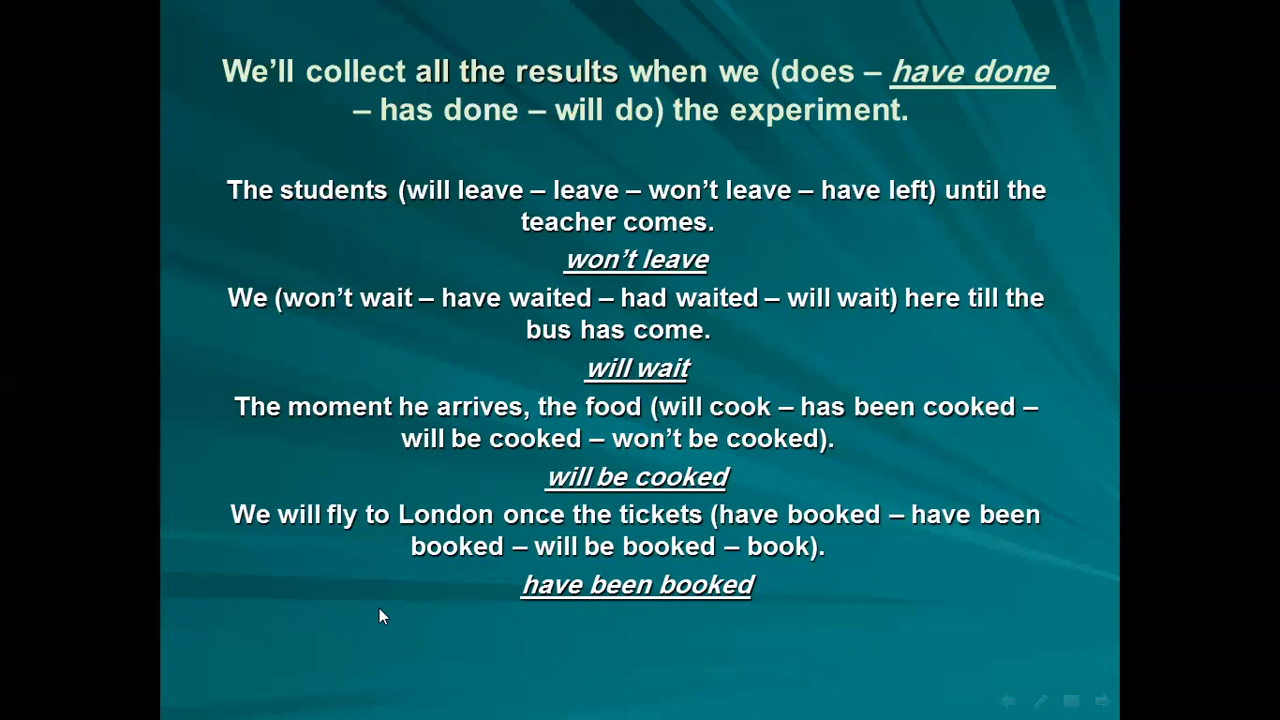 We’ll collect all the results when we (does – have done
– has done – will do) the experiment.
The students (will leave – leave – won’t leave – have left) until the
teacher comes.
won’t leave
We (won’t wait – have waited – had waited – will wait) here till the
bus has come.
will wait
The moment he arrives, the food (will cook – has been cooked –
will be cooked – won’t be cooked).
will be cooked
We will fly to London once the tickets (have booked – have been
booked – will be booked – book).
have been booked